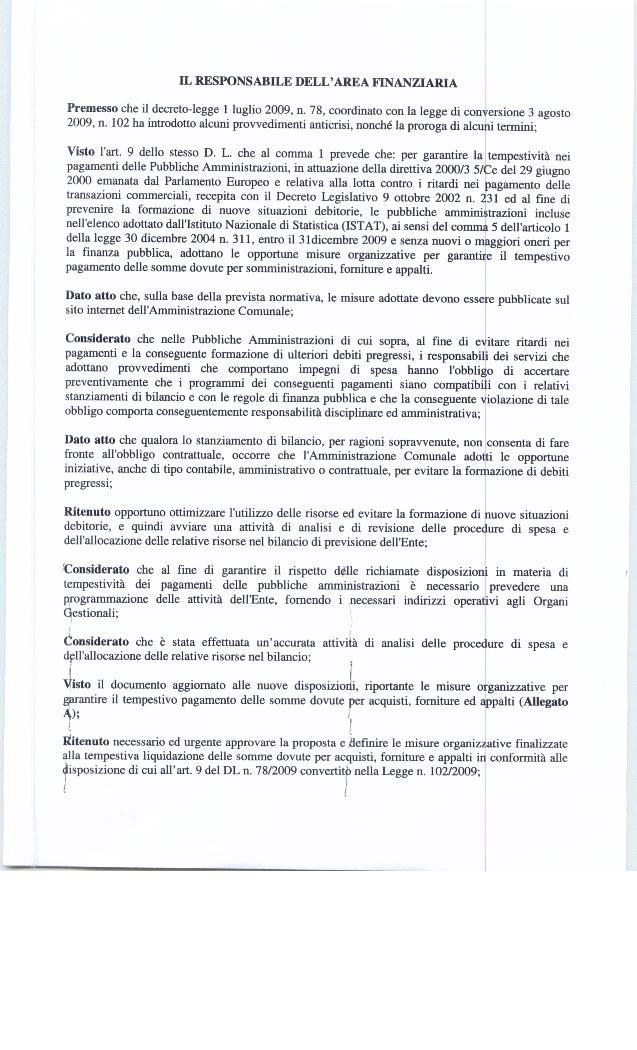 IL RESPONSABILE DELL'AREA FINANZIARIA
Premesso che il decreto-legge 1 luglio 2009, n. 78, coordinato con la legge di conversione 3 agosto
2009, n. 102 ha introdotto alcuni provvedimenti anticrisi, nonché la proroga di alcuni termini;
Visto l'art. 9 dello stesso D. L. che al comma 1 prevede che: per garantire la tempestività nei
pagamenti delle Pubbliche Amministrazioni, in attuazione della direttiva 2000/3 5/Ce del 29 giugno
2000 emanata dal Parlamento Europeo e relativa alla lotta contro i ritardi nei pagamento delle
transazioni commerciali, recepita con il Decreto Legislativo 9 ottobre 2002 n. 231 ed al fine di
prevenire la formazione di nuove situazioni debitorie, le pubbliche amministrazioni incluse
nell'elenco adottato dall'Istituto Nazionale di Statistica (ISTAT), ai sensi del comma 5 dell'articolo 1
della legge 30 dicembre 2004 n. 311, entro il 31dicembre 2009 e senza nuovi o maggiori oneri per
la finanza pubblica, adottano le opportune misure organizzative per garantire il tempestivo
pagamento delle somme dovute per somministrazioni, forniture e appalti.
Dato atto che, sulla base della prevista normativa, le misure adottate devono essere pubblicate sul
sito internet dell'Amministrazione Comunale;
Considerato che nelle Pubbliche Amministrazioni di cui sopra, al fine di evitare ritardi nei
pagamenti e la conseguente formazione di ulteriori debiti pregressi, i responsabili dei servizi che
adottano provvedimenti che comportano impegni di spesa hanno l'obbligo di accertare
preventivamente che i programmi dei conseguenti pagamenti siano compatibili con i relativi
stanziamenti di bilancio e con le regole di finanza pubblica e che la conseguente violazione di tale
obbligo comporta conseguentemente responsabilità disciplinare ed amministrativa;
Dato atto che qualora lo stanziamento di bilancio, per ragioni sopravvenute, non consenta di fare
fronte all'obbligo contrattuale, occorre che l'Amministrazione Comunale adotti le opportune
iniziative, anche di tipo contabile, amministrativo o contrattuale, per evitare la formazione di debiti
pregressi;
Ritenuto opportuno ottimizzare l'utilizzo delle risorse ed evitare la formazione di nuove situazioni
debitorie, e quindi avviare una attività di analisi e di revisione delle procedure di spesa e
dell'allocazione delle relative risorse nel bilancio di previsione dell'Ente;
Considerato che al fine di garantire il rispetto delle richiamate disposizioni in materia di
tempestività dei pagamenti delle pubbliche amministrazioni è necessario prevedere una
programmazione delle attività dell'Ente, fornendo i necessari indirizzi operativi agli Organi
Gestionali;
Considerato che è stata effettuata un'accurata attività di analisi delle procedure di spesa e
dell'allocazione delle relative risorse nel bilancio;
Visto il documento aggiornato alle nuove disposizioni, riportante le misure organizzative per
garantire il tempestivo pagamento delle somme dovute per acquisti, forniture ed appalti (Allegato
A);
Ritenuto necessario ed urgente approvare la proposta e definire le misure organizzative finalizzate
alla tempestiva liquidazione delle somme dovute per acquisti, forniture e appalti in conformità alle
disposizione di cui all'art. 9 del DL n. 78/2009 convertito nella Legge n. 102/2009;